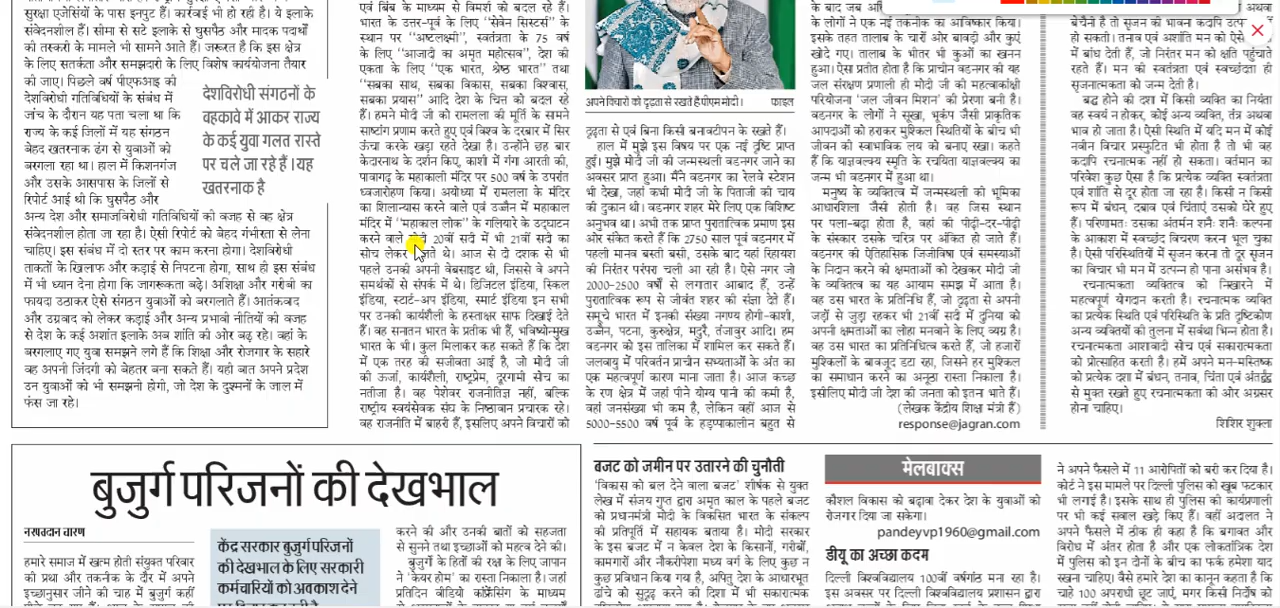 सुरक्षा एजेंसियों के पास इनपुट हैं। कार्रवाई भी हो रही है। ये इलाके
संवेदनशील हैं। सीमा से सटे इलाके से घुसपैठ और मादक पदार्थों
की तस्करी के मामले भी सामने आते हैं। जरूरत है कि इस क्षेत्र
के लिए सतर्कता और समझदारी के लिए विशेष कार्ययोजना तैयार
की जाए। पिछले वर्ष पीएफआइ की
देशविरोधी गतिविधियों के संबंध में
जांच के दौरान यह पता चला था कि
राज्य के कई जिलों में यह संगठन
बेहद खतरनाक ढंग से युवाओं को
बरगला रहा था। हाल में किशनगंज
और उसके आसपास के जिलों से
रिपोर्ट आई थी कि घुसपैठ और
देशविरोधी संगठनों के
बहकावे में आकर राज्य
के कई युवा गलत रास्ते
पर चले जा रहे हैं। यह
खतरनाक है
अन्य देश और समाजविरोधी गतिविधियों की वजह से वह क्षेत्र
संवेदनशील होता जा रहा है। ऐसी रिपोर्ट को बेहद गंभीरता से लेना
चाहिए। इस संबंध में दो स्तर पर काम करना होगा। देशविरोधी
ताकतों के खिलाफ और कड़ाई से निपटना होगा, साथ ही इस संबंध
में भी ध्यान देना होगा कि जागरूकता बढ़े। अशिक्षा और गरीबी का
फायदा उठाकर ऐसे संगठन युवाओं को बरगलाते हैं। आतंकवाद
और उग्रवाद को लेकर कड़ाई और अन्य प्रभावी नीतियों की वजह
से देश के कई अशांत इलाके अब शांति की ओर बढ़ रहे। वहां के
बरगलाए गए युवा समझने लगे हैं कि शिक्षा और रोजगार के सहारे
वह अपनी जिंदगी को बेहतर बना सकते हैं। यही बात अपने प्रदेश
उन युवाओं को भी समझनी होगी, जो देश के दुश्मनों के जाल में
फंस जा रहे।
एवं बिंब के माध्यम से विमर्श को बदल रहे हैं।
भारत के उत्तर-पूर्व के लिए "सेवेन सिस्टर्स" के
स्थान पर "अष्टलक्ष्मी", स्वतंत्रता के 75 वर्ष
के लिए "आजादी का अमृत महोत्सव", देश की
एकता के लिए "एक भारत, श्रेष्ठ भारत" तथा
"सबका साथ, सबका विकास, सबका विश्वास,
सबका प्रयास" आदि देश के चित्त को बदल रहे
हैं। हमने मोदी जी को रामलला की मूर्ति के सामने
साष्टांग प्रणाम करते हुए एवं विश्व के दरबार में सिर
ऊंचा करके खड़ा रहते देखा है। उन्होंने छह बार
केदारनाथ के दर्शन किए, काशी में गंगा आरती की,
पावागढ़ के महाकाली मंदिर पर 500 वर्ष के उपरांत
ध्वजारोहण किया। अयोध्या में रामलला के मंदिर
का शिलान्यास करने वाले एवं उज्जैन में महाकाल
मंदिर में "महाकाल लोक" के गलियारे के उद्घाटन
करने वाले 20वीं सदी में भी 21वीं सदी का
सोच लेकर थे। आज से दो दशक से भी
पहले उनकी अपनी वेबसाइट थी, जिससे वे अपने
समर्थकों से संपर्क में थे। डिजिटल इंडिया, स्किल
इंडिया, स्टार्ट-अप इंडिया, स्मार्ट इंडिया इन सभी
पर उनकी कार्यशैली के हस्ताक्षर साफ दिखाई देते
हैं। वह सनातन भारत के प्रतीक भी हैं, भविष्योन्मुख
भारत के भी। कुल मिलाकर कह सकते हैं कि देश
में एक तरह की सजीवता आई है, जो मोदी जी
की ऊर्जा, कार्यशैली, राष्ट्रप्रेम, दूरगामी सोच का
नतीजा है। वह पेशेवर राजनीतिज्ञ नहीं, बल्कि
राष्ट्रीय स्वयंसेवक संघ के निष्ठावान प्रचारक रहे।
वह राजनीति में बाहरी हैं, इसलिए अपने विचारों को
अपने विचारों को दृढ़ता से रखते हैं पीएम मोदी। फाइल
दृढ़ता से एवं बिना किसी बनावटीपन के रखते हैं।
हाल में मुझे इस विषय पर एक नई दृष्टि प्राप्त
हुई। मुझे मोदी जी की जन्मस्थली वडनगर जाने का
अवसर प्राप्त हुआ। मैंने वडनगर का रेलवे स्टेशन
भी देखा, जहां कभी मोदी जी के पिताजी की चाय
की दुकान थी। वडनगर शहर मेरे लिए एक विशिष्ट
अनुभव था। अभी तक प्राप्त पुरातात्विक प्रमाण इस
ओर संकेत करते हैं कि 2750 साल पूर्व वडनगर में
पहली मानव बस्ती बसी, उसके बाद यहां रिहायश
की निरंतर परंपरा चली आ रही है। ऐसे नगर जो
2000-2500 वर्षों से लगातार आबाद हैं, उन्हें
पुरातात्विक रूप से जीवंत शहर की संज्ञा देते हैं।
समूचे भारत में इनकी संख्या नगण्य होगी-काशी,
उज्जैन, पटना, कुरुक्षेत्र, मदुरै, तंजावुर आदि। हम
वडनगर को इस तालिका में शामिल कर सकते हैं।
जलवायु में परिवर्तन प्राचीन सभ्यताओं के अंत का
एक महत्वपूर्ण कारण माना जाता है। आज कच्छ
के रण क्षेत्र में जहां पीने योग्य पानी की कमी है,
वहां जनसंख्या भी कम है, लेकिन वहीं आज से
5000-5500 वर्ष पूर्व के हड़प्पाकालीन बहुत से
के बाद जब
के लोगों ने एक नई तकनीक का आविष्कार किया।
इसके तहत तालाब के चारों ओर बावड़ी और कुएं
खोदे गए। तालाब के भीतर भी कुओं का खनन
हुआ। ऐसा प्रतीत होता है कि प्राचीन वडनगर की यह
जल संरक्षण प्रणाली ही मोदी जी की महत्वाकांक्षी
परियोजना 'जल जीवन मिशन' की प्रेरणा बनी है।
वडनगर के लोगों ने सूखा, भूकंप जैसी प्राकृतिक
आपदाओं को हराकर मुश्किल स्थितियों के बीच भी
जीवन की स्वाभाविक लय को बनाए रखा। कहते
हैं कि याज्ञवल्क्य स्मृति के रचयिता याज्ञवल्क्य का
जन्म भी वडनगर में हुआ था।
मनुष्य के व्यक्तित्व में जन्मस्थली की भूमिका
आधारशिला जैसी होती है। वह जिस स्थान
पर पला-बढ़ा होता है, वहां की पीढ़ी-दर-पीढ़ी
के संस्कार उसके चरित्र पर अंकित हो जाते हैं।
वडनगर की ऐतिहासिक जिजीविषा एवं समस्याओं
के निदान करने की क्षमताओं को देखकर मोदी जी
के व्यक्तित्व का यह आयाम समझ में आता है।
वह उस भारत के प्रतिनिधि हैं, जो दृढ़ता से अपनी
जड़ों से जुड़ा रहकर भी 21वीं सदी में दुनिया को
अपनी क्षमताओं का लोहा मनवाने के लिए व्यग्र है।
वह उस भारत का प्रतिनिधित्व करते हैं, जो हजारों
मुश्किलों के बावजूद डटा रहा, जिसने हर मुश्किल
का समाधान करने का अनूठा रास्ता निकाला है।
इसीलिए मोदी जी देश की जनता को इतना भाते हैं।
(लेखक केंद्रीय शिक्षा मंत्री हैं)
response@jagran.com
बेचैनी है तो सृजन की भावना कदापि उत्पन्न
हो सकती। तनाव एवं अशांति मन को ऐसे
में बांध देती हैं, जो निरंतर मन को क्षति पहुंचाते
रहते हैं। मन की स्वतंत्रता एवं स्वच्छंदता ही
सृजनात्मकता की जन्म देती है।
बद्ध होने की दशा में किसी व्यक्ति का नियंता
वह स्वयं न होकर, कोई अन्य व्यक्ति, तंत्र अथवा
भाव हो जाता है। ऐसी स्थिति में यदि मन में कोई
नवीन विचार प्रस्फुटित भी होता है तो भी वह
कदापि रचनात्मक नहीं हो सकता। वर्तमान का
परिवेश कुछ ऐसा है कि प्रत्येक व्यक्ति स्वतंत्रता
एवं शांति से दूर होता जा रहा है। किसी न किसी
रूप में बंधन, दबाव एवं चिंताएं उसको घेरे हुए
हैं। परिणामतः उसका अंतर्मन शनैः शनैः कल्पना
के आकाश में स्वच्छंद विचरण करना भूल चुका
है। ऐसी परिस्थितियों में सृजन करना तो दूर सृजन
का विचार भी मन में उत्पन्न हो पाना असंभव है।
रचनात्मकता व्यक्तित्व को निखारने में
महत्वपूर्ण योगदान करती है। रचनात्मक व्यक्ति
का प्रत्येक स्थिति एवं परिस्थिति के प्रति दृष्टिकोण
अन्य व्यक्तियों की तुलना में सर्वथा भिन्न होता है।
रचनात्मकता आशावादी सोच एवं सकारात्मकता
को प्रोत्साहित करती है। हमें अपने मन-मस्तिष्क
को प्रत्येक दशा में बंधन, तनाव, चिंता एवं अंतर्द्वंद्व
से मुक्त रखते हुए रचनात्मकता की ओर अग्रसर
होना चाहिए।
शिशिर शुक्ला
बुजुर्ग परिजनों की देखभाल
नरपतदान चारण
हमारे समाज में खत्म होती संयुक्त परिवार
की प्रथा और तकनीक के दौर में अपने
इच्छानुसार जीने की चाह में बुजुर्ग कहीं
केंद्र सरकार बुजुर्ग परिजनों
की देखभाल के लिए सरकारी
कर्मचारियों को अवकाश देने
करने की और उनकी बातों को सहजता
से सुनने तथा इच्छाओं को महत्व देने की।
बुजुर्गों के हितों की रक्षा के लिए जापान
ने 'केयर होम' का रास्ता निकाला है। जहां
प्रतिदिन वीडियो कांफ्रेंसिंग के माध्यम
बजट को जमीन पर उतारने की चुनौती
'विकास को बल देने वाला बजट' शीर्षक से युक्त
लेख में संजय गुप्त द्वारा अमृत काल के पहले बजट
को प्रधानमंत्री मोदी के विकसित भारत के संकल्प
की प्रतिपूर्ति में सहायक बताया है। मोदी सरकार
के इस बजट में न केवल देश के किसानों, गरीबों,
कामगारों और नौकरीपेशा मध्य वर्ग के लिए कुछ न
कुछ प्रविधान किया गया है, अपितु देश के आधारभूत
ढांचे को सुदृढ़ करने की दिशा में भी सकारात्मक
मेलबाक्स
कौशल विकास को बढ़ावा देकर देश के युवाओं को
रोजगार दिया जा सकेगा।
pandeyvp1960@gmail.com
डीयू का अच्छा कदम
दिल्ली विश्वविद्यालय 100वीं वर्षगांठ मना रहा है।
इस अवसर पर दिल्ली विश्वविद्यालय प्रशासन द्वारा
ने अपने फैसले में 11 आरोपितों को बरी कर दिया है।
कोर्ट ने इस मामले पर दिल्ली पुलिस को खूब फटकार
भी लगाई है। इसके साथ ही पुलिस की कार्यप्रणाली
पर भी कई सवाल खड़े किए हैं। वहीं अदालत ने
अपने फैसले में ठीक ही कहा है कि बगावत और
विरोध में अंतर होता है और एक लोकतांत्रिक देश
में पुलिस को इन दोनों के बीच का फर्क हमेशा याद
रखना चाहिए। वैसे हमारे देश का कानून कहता है कि
चाहे 100 अपराधी छूट जाएं, मगर किसी निर्दोष को